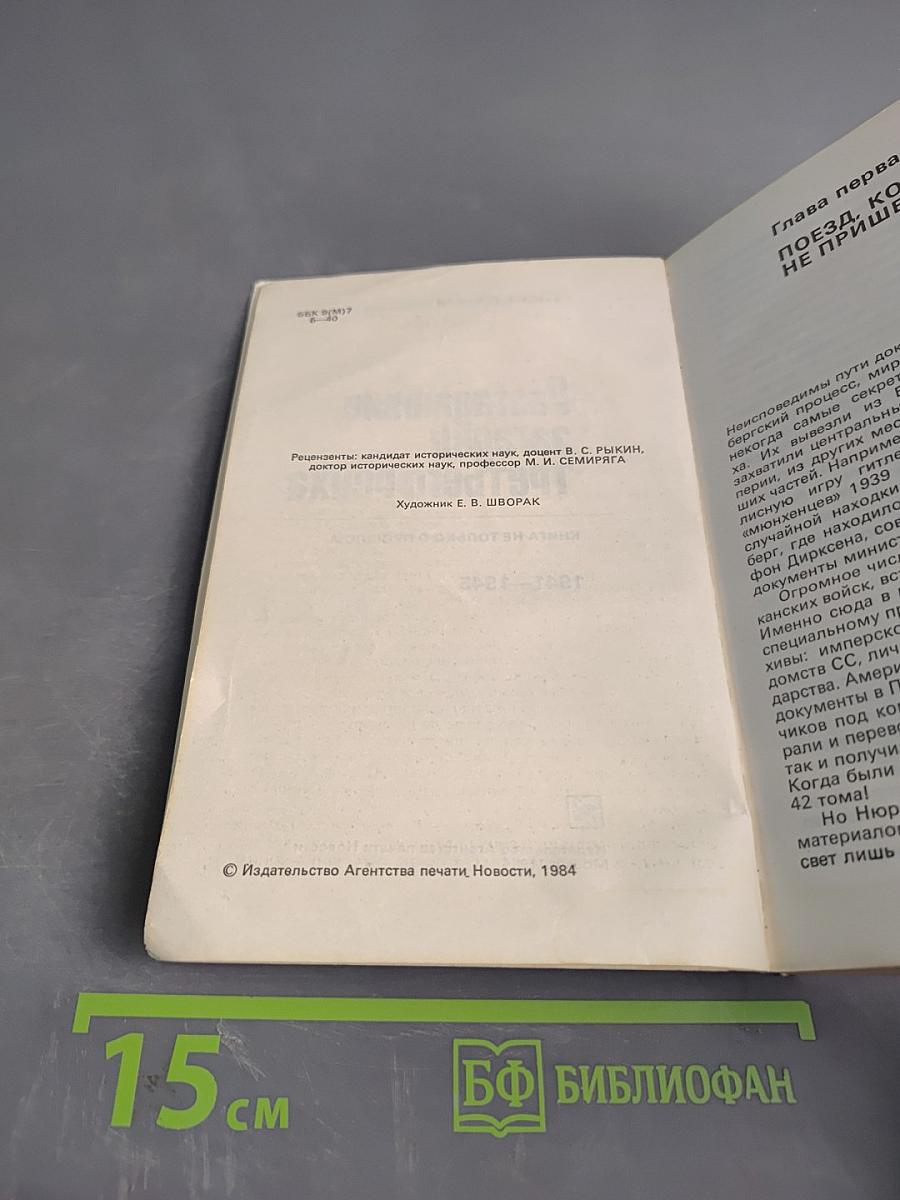 ББК 9(М)7
Б—40
Рецензенты: кандидат исторических наук, доцент В. С. РЫКИН,
доктор исторических наук, профессор М. И. СЕМИРЯГА
Художник Е. В. ШВОРАК
© Издательство Агентства печати Новости, 1984
Глава перва
ПОЕЗД, КО
НЕ ПРИШЕ
Неисповедимы пути док
бергский процесс, мир
некогда самые секрет
ха. Их вывезли из Б
захватили центральны
перии, из других мес
ших частей. Наприме
лисную игру гитле
«мюнхенцев» 1939
случайной находки
берг, где находило
фон Дирксена, сов
документы минист
Огромное числ
канских войск, вст
Именно сюда в
специальному пр
хивы: имперско
домств СС, лич
дарства. Амери
документы в П
чиков под ко
рали и перево
так и получи
Когда были
42 тома!
Но Нюр
материало
свет лишь
15 см
БФ БИБЛИОФАН